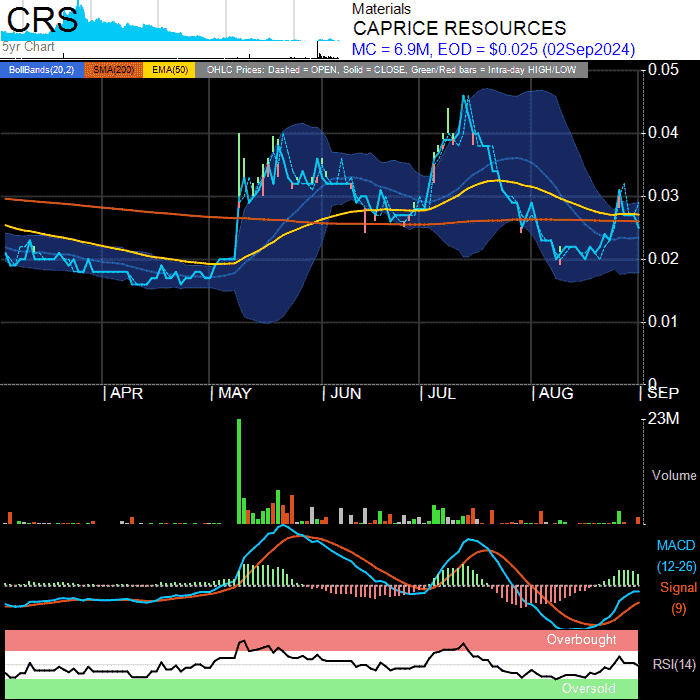 CRS
5yr Chart
Materials
CAPRICE RESOURCES
MC = 6.9M, EOD = $0.025 (02Sep2024)
BollBands(20,2) SMA(200) EMA(50) OHLC Prices: Dashed = OPEN, Solid = CLOSE, Green/Red bars = Intra-day HIGH/LOW
0.05
0.04
0.03
0.02
0.01
0
APR MAY JUN JUL AUG SEP
23M
Volume
MACD
(12-26)
Signal
(9)
Overbought
RSI(14)
Oversold